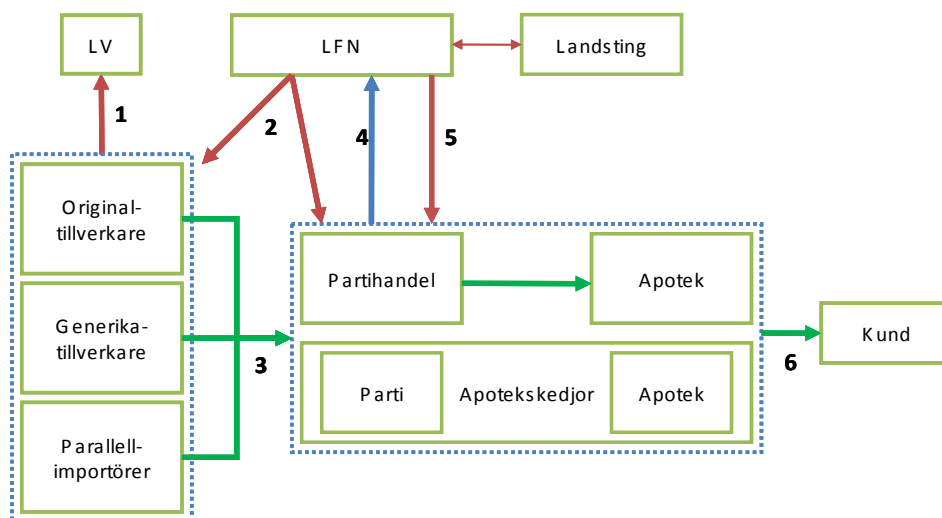 LV
LFN
Landsting
1
2
4
5
Original-
tillverkare
Partihandel
Apotek
Generika-
tillverkare
3
Kund
6
Parti
Apotekskedjor
Apotek
Parallell-
importörer